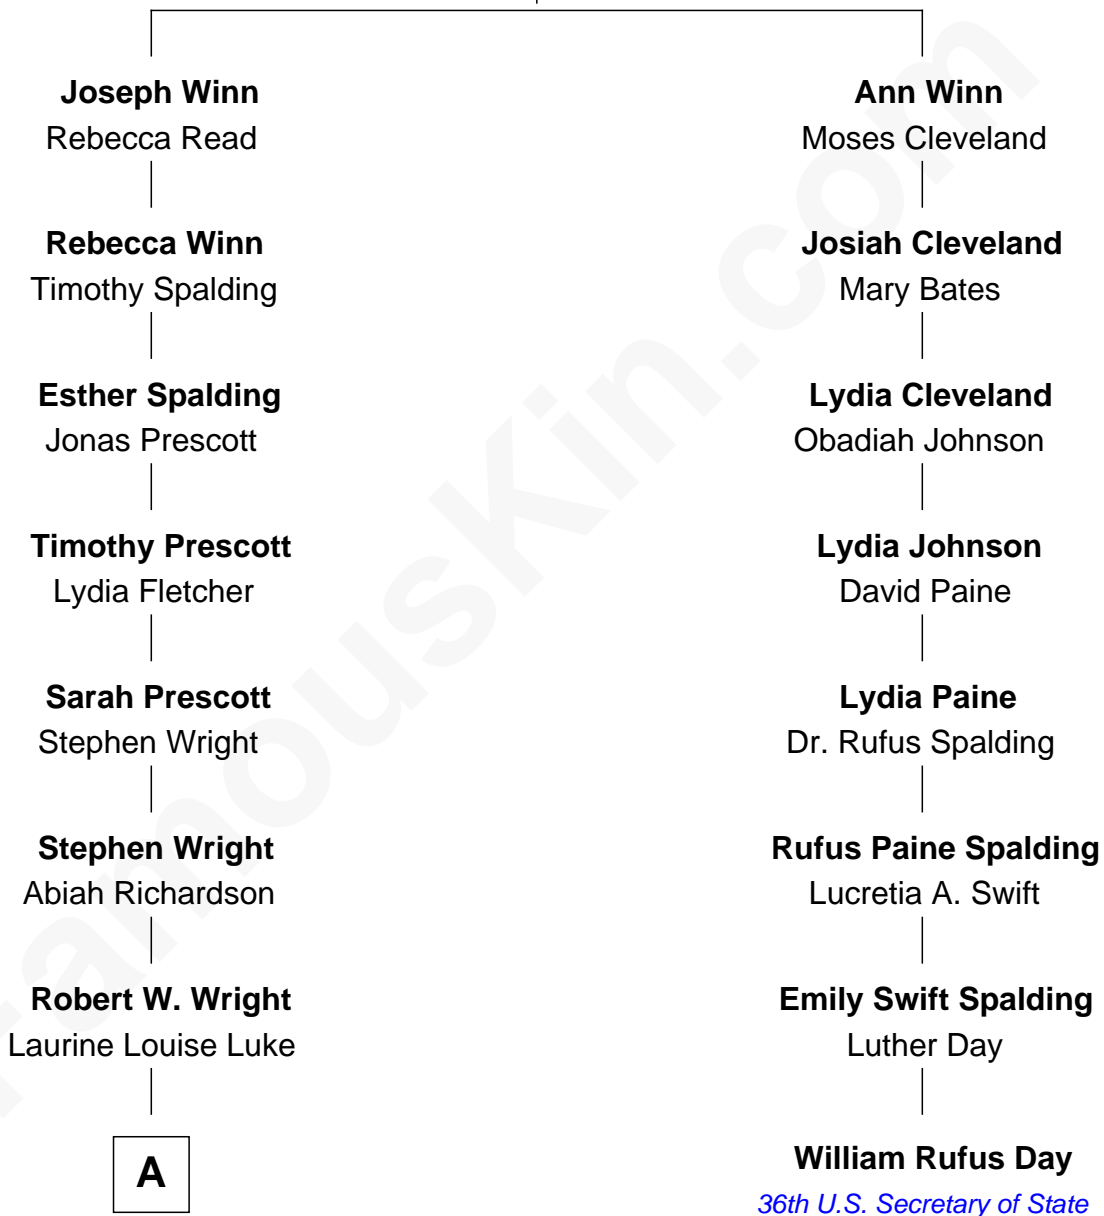 Joseph Winn
Rebecca Read
Ann Winn
Moses Cleveland
Rebecca Winn
Timothy Spalding
Josiah Cleveland
Mary Bates
Esther Spalding
Jonas Prescott
Lydia Cleveland
Obadiah Johnson
Timothy Prescott
Lydia Fletcher
Lydia Johnson
David Paine
Sarah Prescott
Stephen Wright
Lydia Paine
Dr. Rufus Spalding
Stephen Wright
Abiah Richardson
Rufus Paine Spalding
Lucretia A. Swift
Robert W. Wright
Laurine Louise Luke
Emily Swift Spalding
Luther Day
A
William Rufus Day
36th U.S. Secretary of State
FamousKin.com